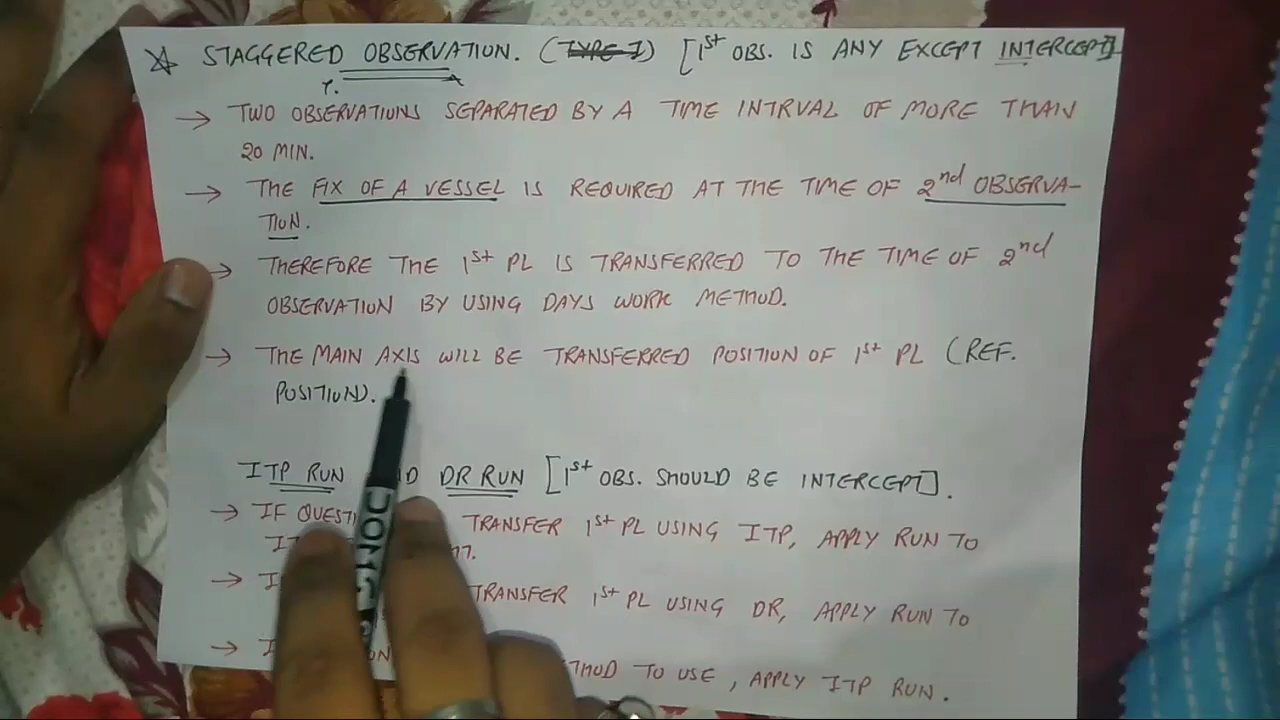 ☆ STAGGERED OBSERVATION. (TYPE-I) [1st OBS. IS ANY EXCEPT INTERCEPT]
→ TWO OBSERVATIONS SEPARATED BY A TIME INTRVAL OF MORE THAN
20 MIN.
→ THE FIX OF A VESSEL IS REQUIRED AT THE TIME OF 2nd OBSERVA-
TION.
→ THEREFORE THE 1st PL IS TRANSFERRED TO THE TIME OF 2nd
OBSERVATION BY USING DAYS WORK METHOD.
→ THE MAIN AXIS WILL BE TRANSFERRED POSITION OF 1st PL (REF.
POSITION).
ITP RUN DR RUN [1st OBS. SHOULD BE INTERCEPT].
→ IF TRANSFER 1st PL USING ITP, APPLY RUN TO
→ TRANSFER 1st PL USING DR, APPLY RUN TO
→ TO USE, APPLY ITP RUN.
DOMS